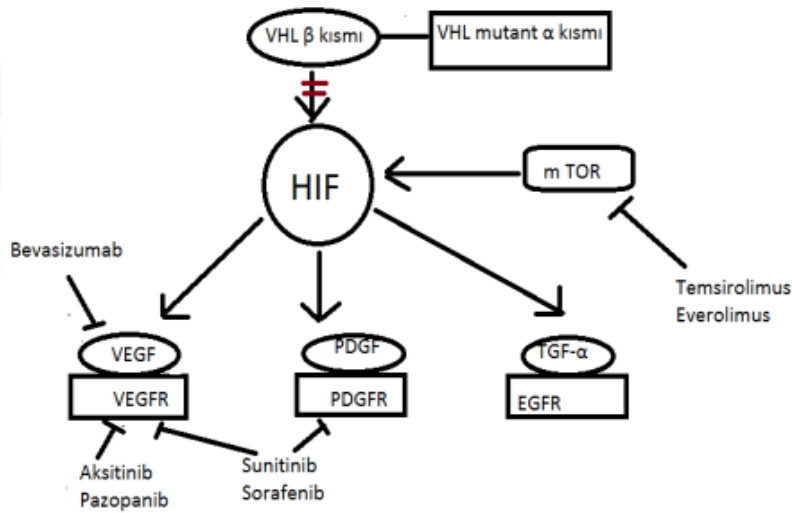 VHL β kısmı
VHL mutant α kısmı
HIF
m TOR
Bevasizumab
Temsirolimus
Everolimus
VEGF
PDGF
TGF-α
VEGFR
PDGFR
EGFR
Aksitinib
Pazopanib
Sunitinib
Sorafenib